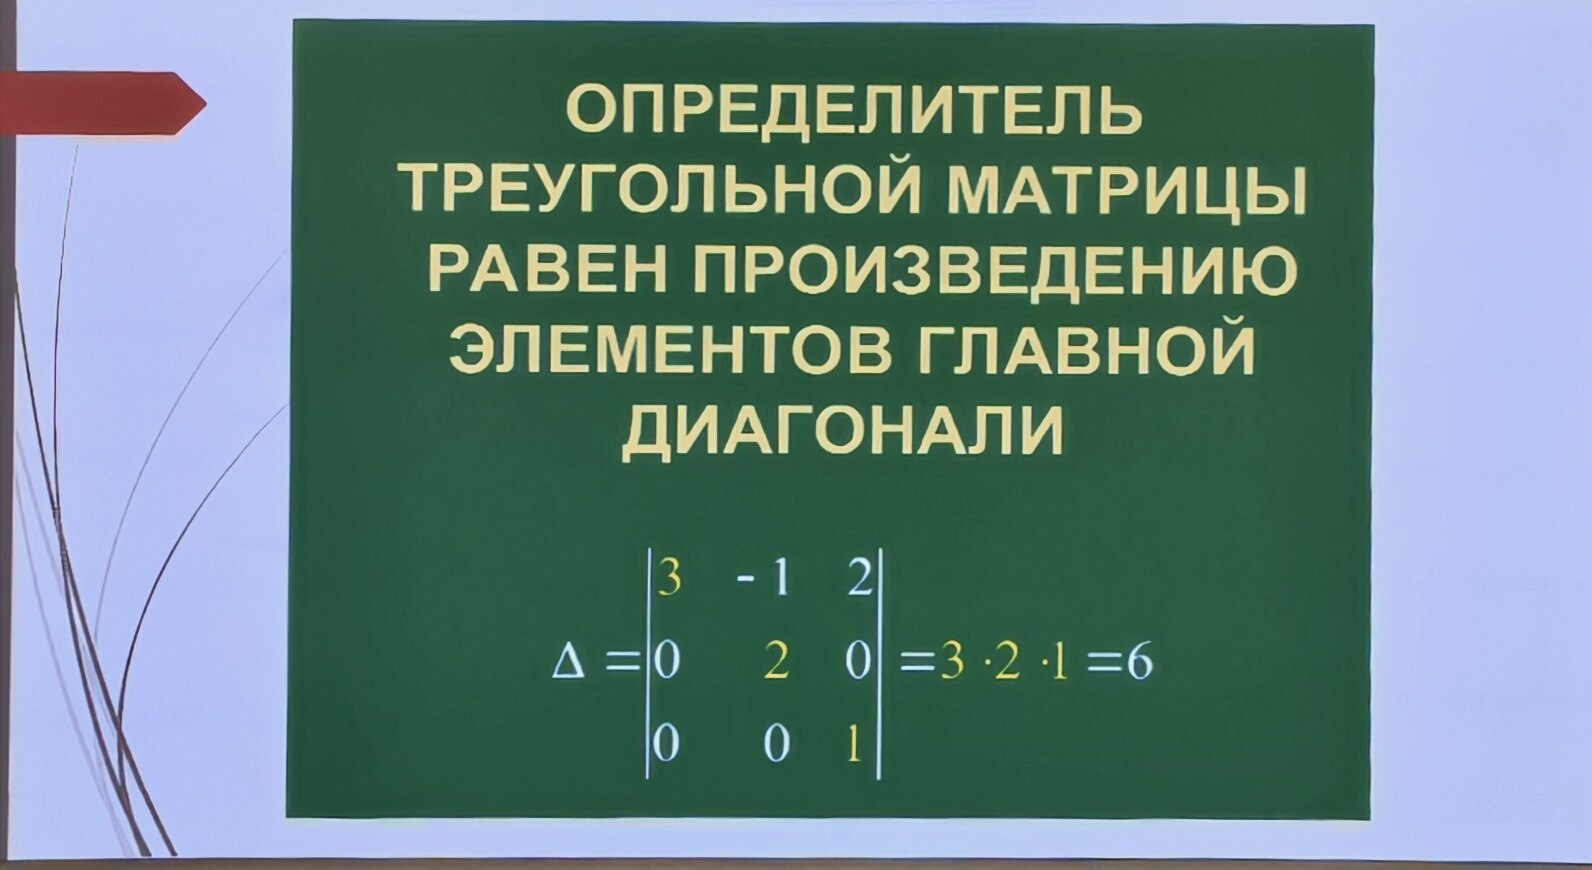 ОПРЕДЕЛИТЕЛЬ
ТРЕУГОЛЬНОЙ МАТРИЦЫ
РАВЕН ПРОИЗВЕДЕНИЮ
ЭЛЕМЕНТОВ ГЛАВНОЙ
ДИАГОНАЛИ
3 - 1 2
Δ = 0 2 0 =3 ·2 ·1 =6
0 0 1